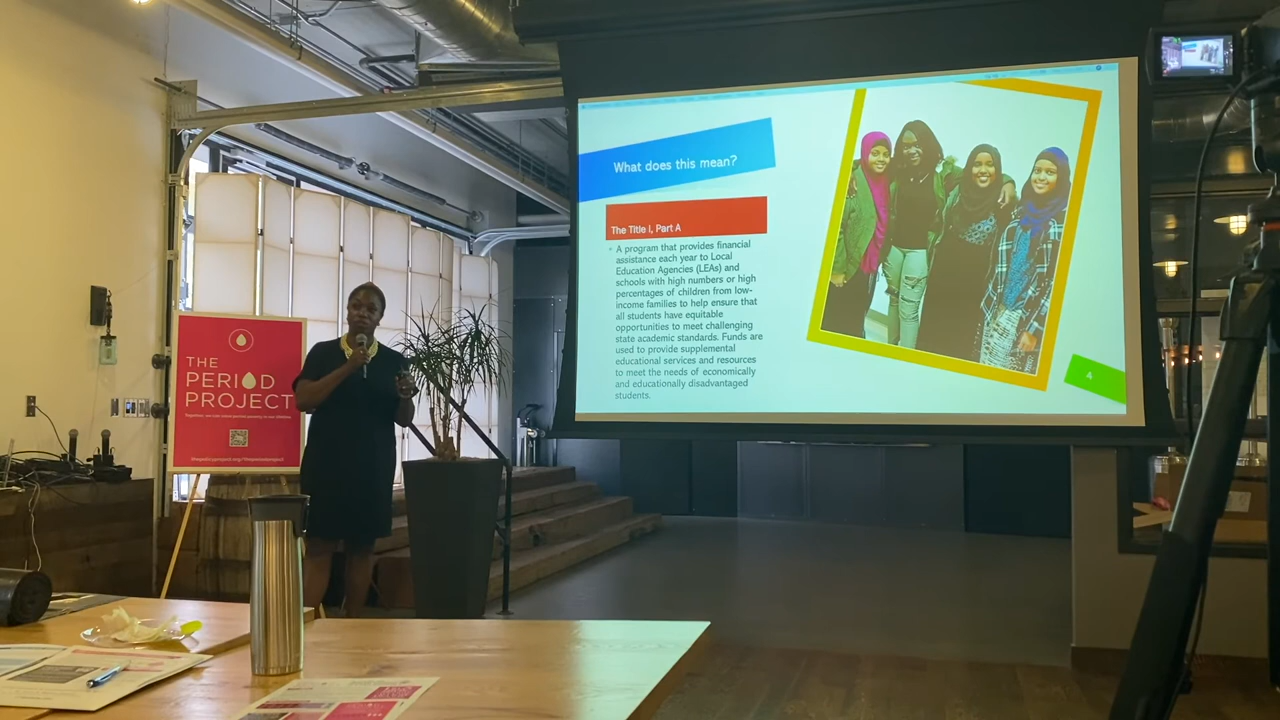 What does this mean?
The Title I, Part A
A program that provides financial
assistance each year to Local
Education Agencies (LEAs) and
schools with high numbers or high
percentages of children from low-
income families to help ensure that
all students have equitable
opportunities to meet challenging
state academic standards. Funds are
used to provide supplemental
educational services and resources
to meet the needs of economically
and educationally disadvantaged
students.
4
THE
PERIOD
PROJECT